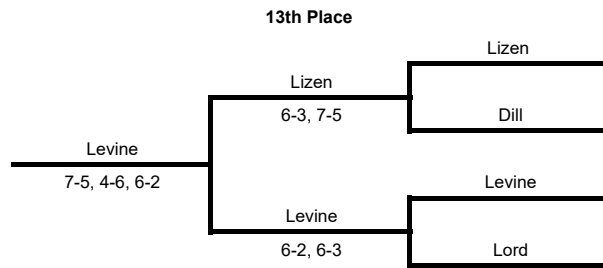 13th Place
Lizen
Lizen
6-3, 7-5
Dill
Levine
7-5, 4-6, 6-2
Levine
Levine
6-2, 6-3
Lord